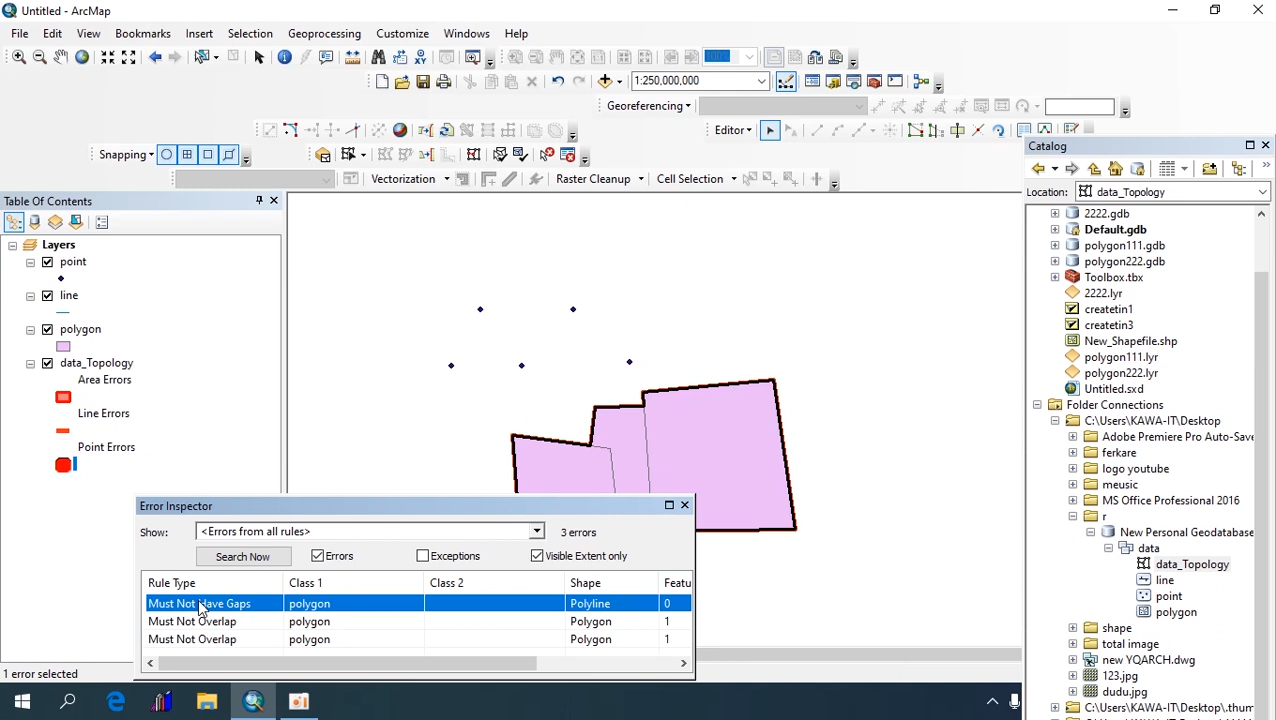 Untitled - ArcMap
File Edit View Bookmarks Insert Selection Geoprocessing Customize Windows Help
1:250,000,000
Georeferencing
Editor
Snapping
Vectorization Raster Cleanup Cell Selection
Table Of Contents
Layers
point
line
polygon
data_Topology
Area Errors
Line Errors
Point Errors
Error Inspector
Show: <Errors from all rules> 3 errors
Search Now Errors Exceptions Visible Extent only
Rule Type Class 1 Class 2 Shape Featu
Must Not Have Gaps polygon Polyline 0
Must Not Overlap polygon Polygon 1
Must Not Overlap polygon Polygon 1
1 error selected
Catalog
Location: data_Topology
2222.gdb
Default.gdb
polygon111.gdb
polygon222.gdb
Toolbox.tbx
2222.lyr
createtin1
createtin3
New_Shapefile.shp
polygon111.lyr
polygon222.lyr
Untitled.sxd
Folder Connections
C:\Users\KAWA-IT\Desktop
Adobe Premiere Pro Auto-Save
ferkare
logo youtube
meusic
MS Office Professional 2016
r
New Personal Geodatabase
data
data_Topology
line
point
polygon
shape
total image
new YQARCH.dwg
123.jpg
dudu.jpg
C:\Users\KAWA-IT\Desktop\.thum